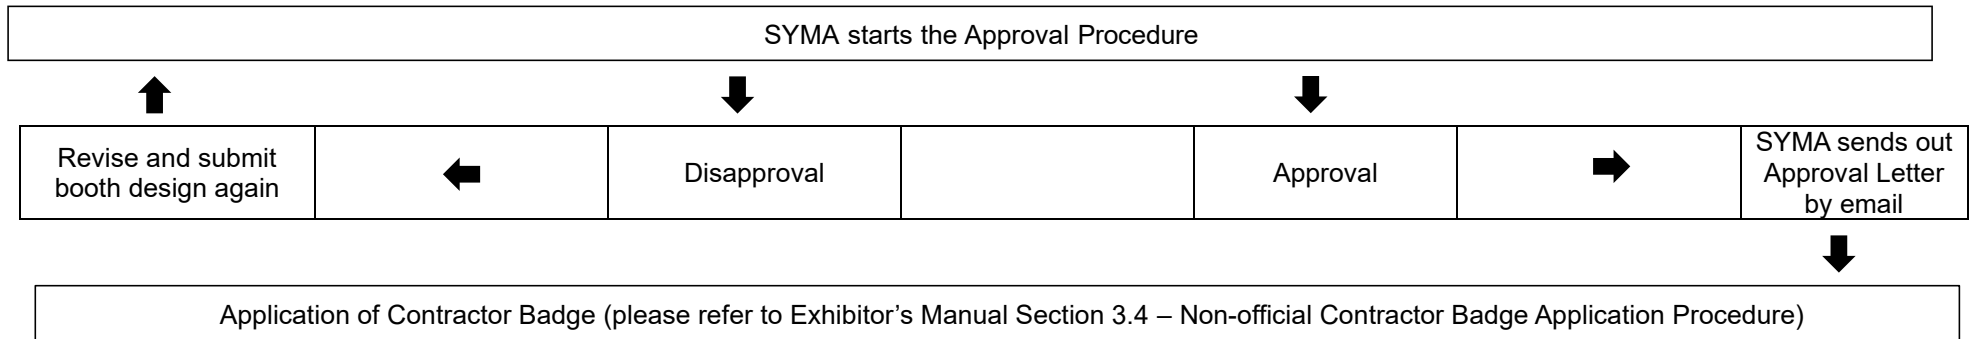 SYMA starts the Approval Procedure
Revise and submit
booth design again
Disapproval
Approval
SYMA sends out
Approval Letter
by email
Application of Contractor Badge (please refer to Exhibitor’s Manual Section 3.4 – Non-official Contractor Badge Application Procedure)